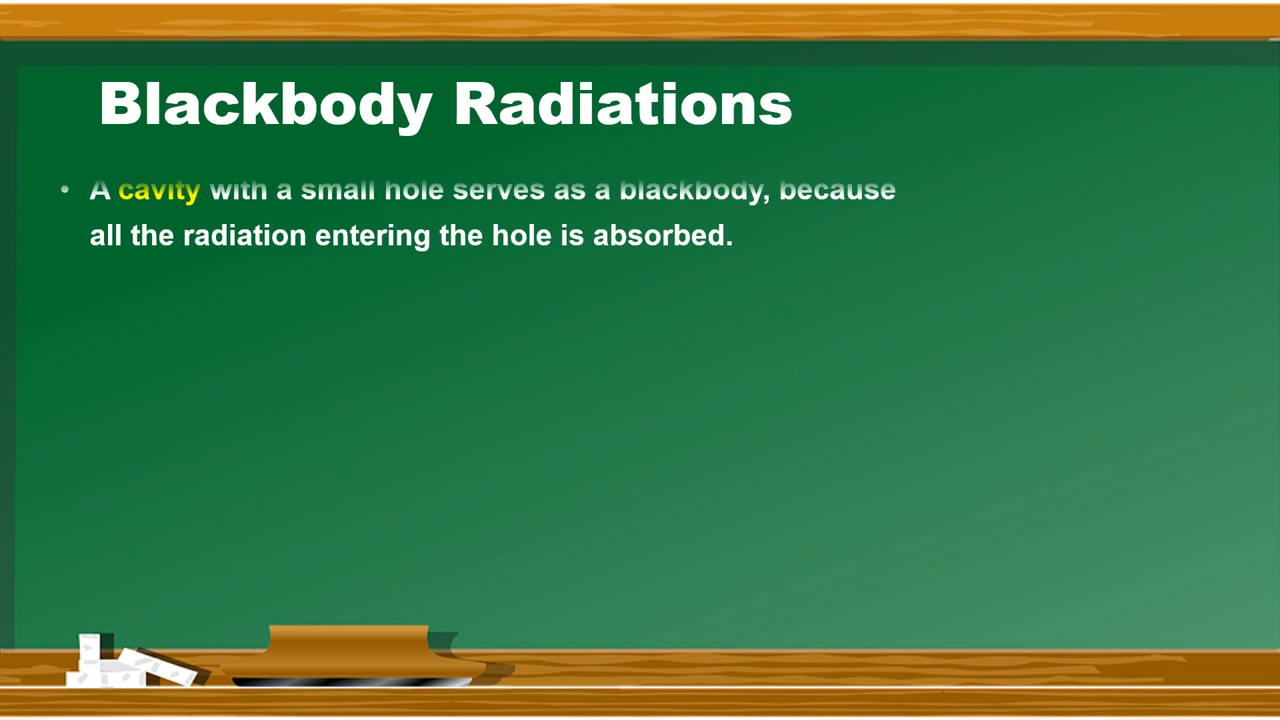 Blackbody Radiations
• A cavity with a small hole serves as a blackbody, because
all the radiation entering the hole is absorbed.